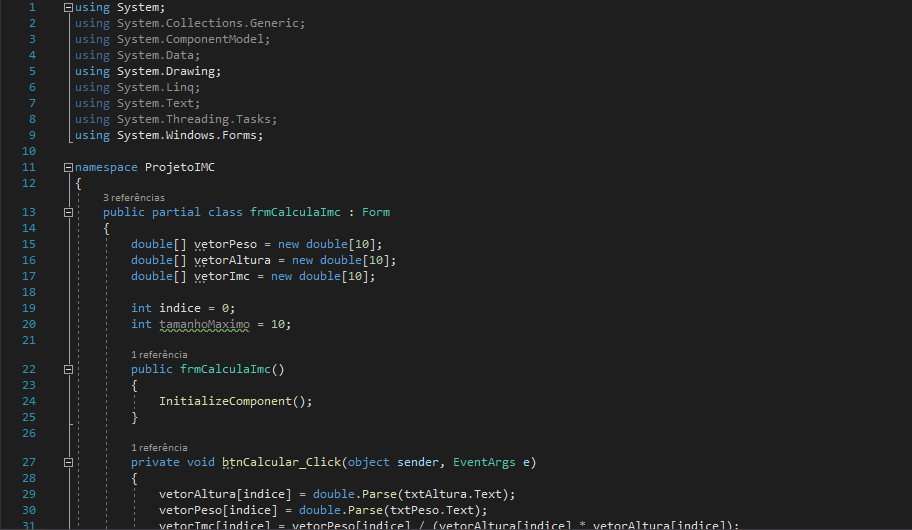 1 using System;
2 using System.Collections.Generic;
3 using System.ComponentModel;
4 using System.Data;
5 using System.Drawing;
6 using System.Linq;
7 using System.Text;
8 using System.Threading.Tasks;
9 using System.Windows.Forms;
10
11 namespace ProjetoIMC
12 {
3 referências
13 public partial class frmCalculaImc : Form
14 {
15 double[] vetorPeso = new double[10];
16 double[] vetorAltura = new double[10];
17 double[] vetorImc = new double[10];
18
19 int indice = 0;
20 int tamanhoMaximo = 10;
21
1 referência
22 public frmCalculaImc()
23 {
24 InitializeComponent();
25 }
26
1 referência
27 private void btnCalcular_Click(object sender, EventArgs e)
28 {
29 vetorAltura[indice] = double.Parse(txtAltura.Text);
30 vetorPeso[indice] = double.Parse(txtPeso.Text);
31 vetorImc[indice] = vetorPeso[indice] / (vetorAltura[indice] * vetorAltura[indice]);